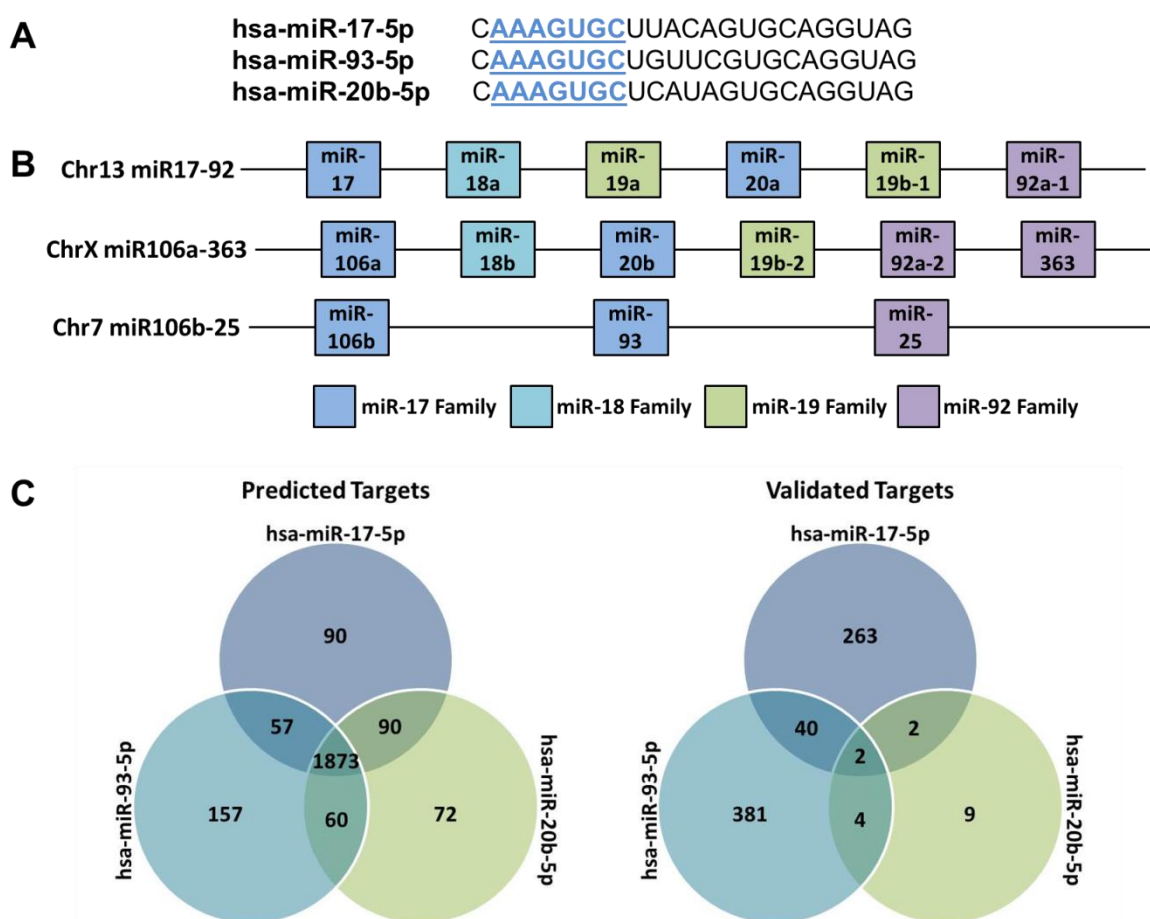 A
hsa-miR-17-5p CAAAGUGCUUACAGUGCAGGUAG
hsa-miR-93-5p CAAAGUGCUGUUCGUGCAGGUAG
hsa-miR-20b-5p CAAAGUGCUCAUAGUGCAGGUAG
B
Chr13 miR17-92
miR-
17
miR-
18a
miR-
19a
miR-
20a
miR-
19b-1
miR-
92a-1
ChrX miR106a-363
miR-
106a
miR-
18b
miR-
20b
miR-
19b-2
miR-
92a-2
miR-
363
Chr7 miR106b-25
miR-
106b
miR-
93
miR-
25
miR-17 Family
miR-18 Family
miR-19 Family
miR-92 Family
C
Predicted Targets
hsa-miR-17-5p
90
57
90
1873
157
60
72
hsa-miR-93-5p
hsa-miR-20b-5p
Validated Targets
hsa-miR-17-5p
263
40
2
2
381
4
9
hsa-miR-93-5p
hsa-miR-20b-5p